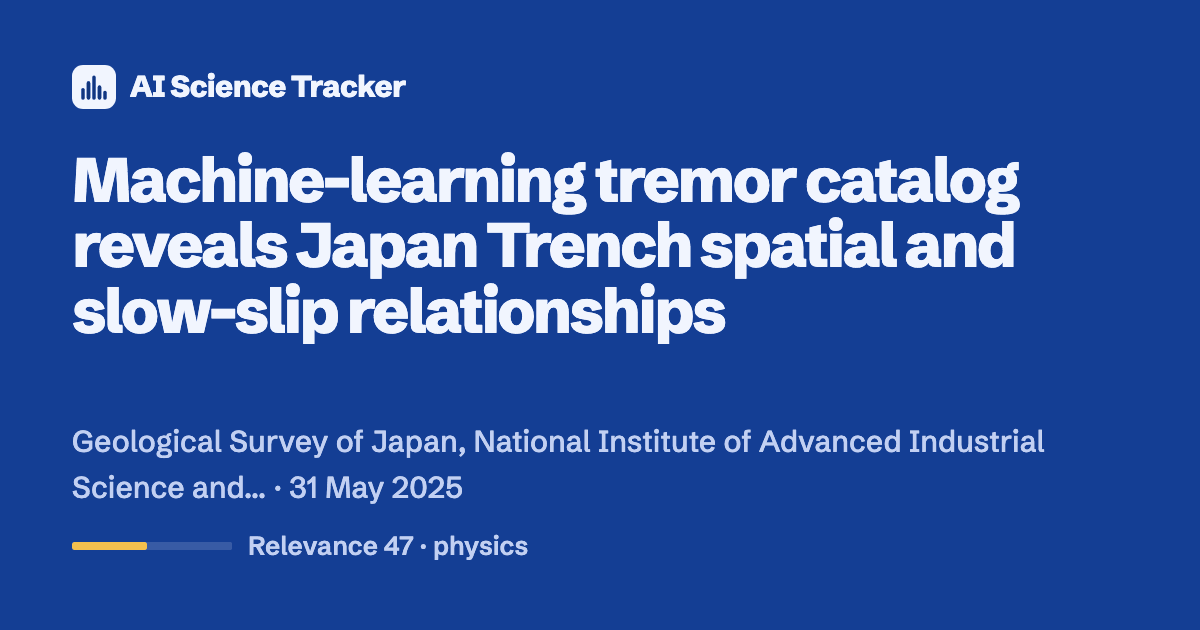 AI Science Tracker
Machine-learning tremor catalog
reveals Japan Trench spatial and
slow-slip relationships
Geological Survey of Japan, National Institute of Advanced Industrial
Science and... · 31 May 2025
Relevance 47 · physics